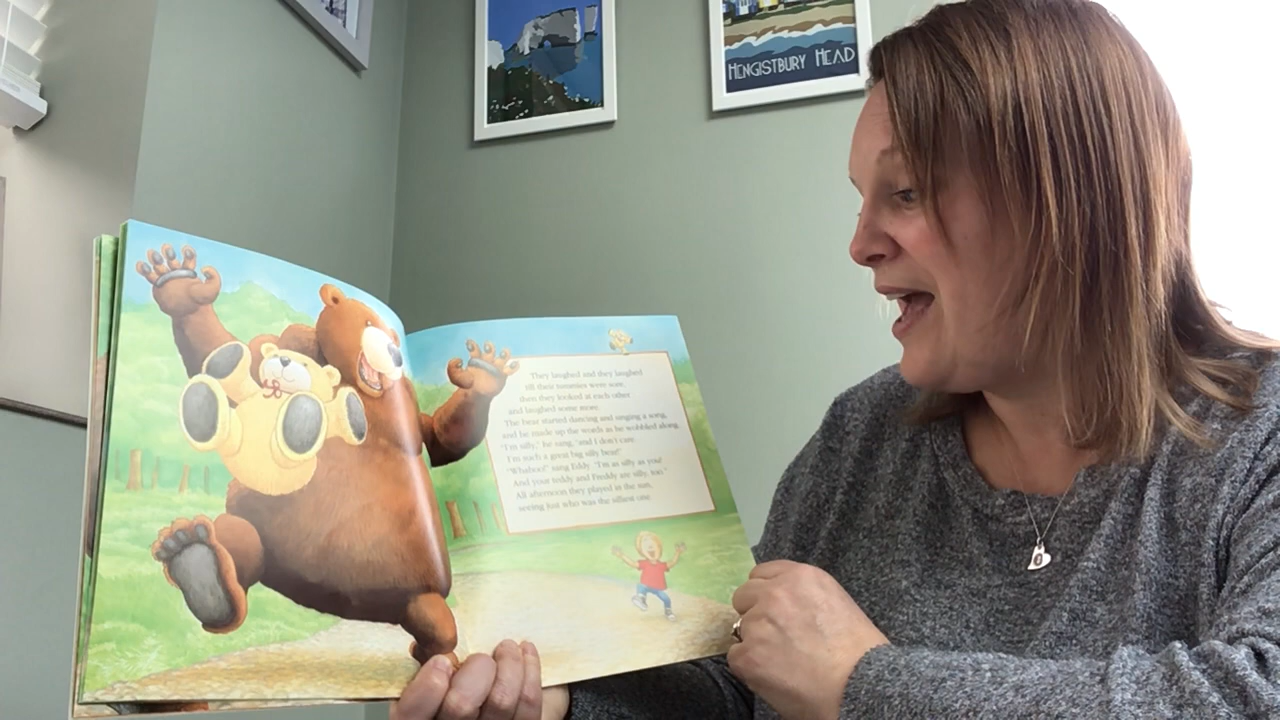 HENGISTBURY HEAD
They laughed and they laughed
till their tummies were sore,
then they looked at each other
and laughed some more.
The bear started dancing and singing a song,
and he made up the words as he wobbled along.
"I'm silly," he sang, "and I don't care.
I'm such a great big silly bear!"
"Whahoo!" sang Eddy. "I'm as silly as you!
And your teddy and Freddy are silly, too."
All afternoon they played in the sun,
seeing just who was the silliest one.